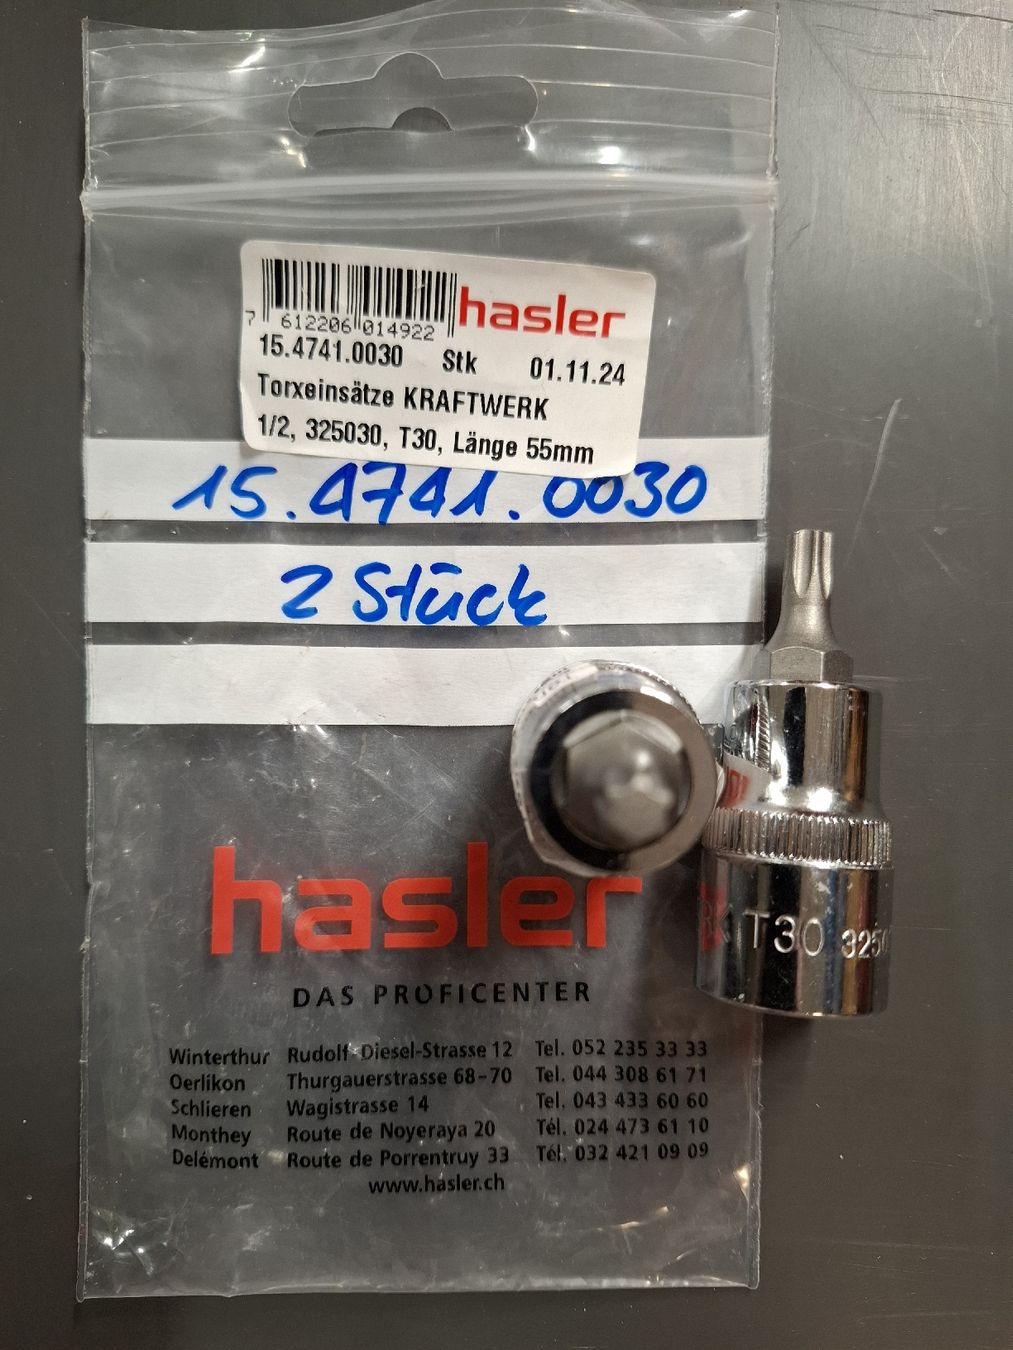 hasler
7 612206 014922
15.4741.0030 Stk 01.11.24
Torxeinsätze KRAFTWERK
1/2, 325030, T30, Länge 55mm
15.4741.0030
2 Stück
T30 325
hasler
DAS PROFICENTER
Winterthur Rudolf-Diesel-Strasse 12 Tel. 052 235 33 33
Oerlikon Thurgauerstrasse 68-70 Tel. 044 308 61 71
Schlieren Wagistrasse 14 Tel. 043 433 60 60
Monthey Route de Noyeraya 20 Tél. 024 473 61 10
Delémont Route de Porrentruy 33 Tél. 032 421 09 09
www.hasler.ch